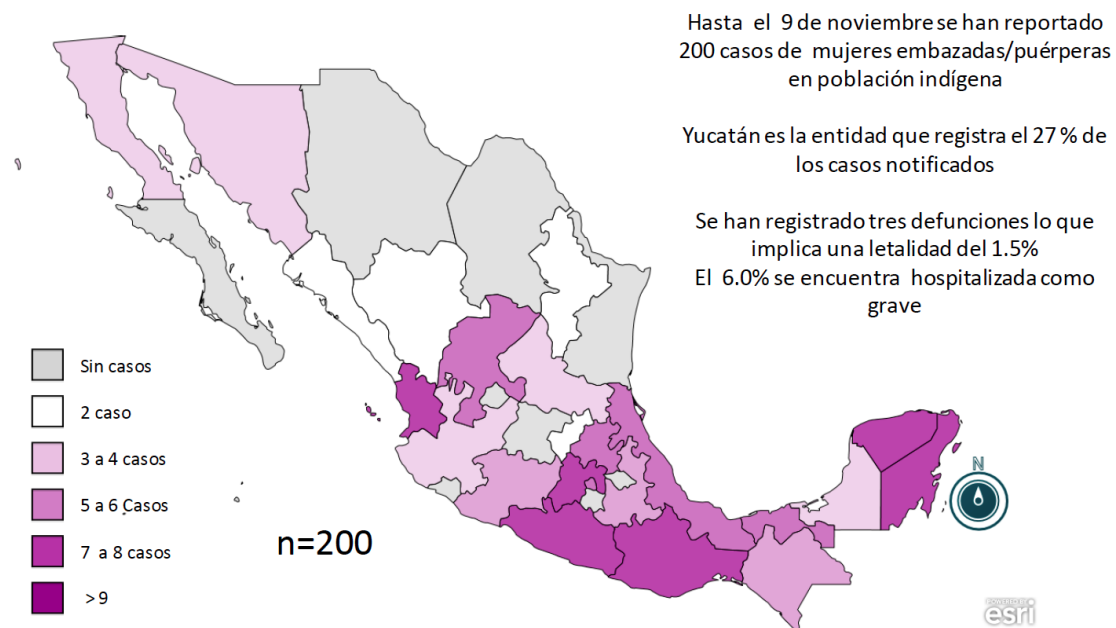 Hasta el 9 de noviembre se han reportado
200 casos de mujeres embazadas/puérperas
en población indígena
Yucatán es la entidad que registra el 27 % de
los casos notificados
Se han registrado tres defunciones lo que
implica una letalidad del 1.5%
El 6.0% se encuentra hospitalizada como
grave
Sin casos
2 caso
3 a 4 casos
5 a 6 Casos
7 a 8 casos
>9
n=200
N
POWERED BY
esri